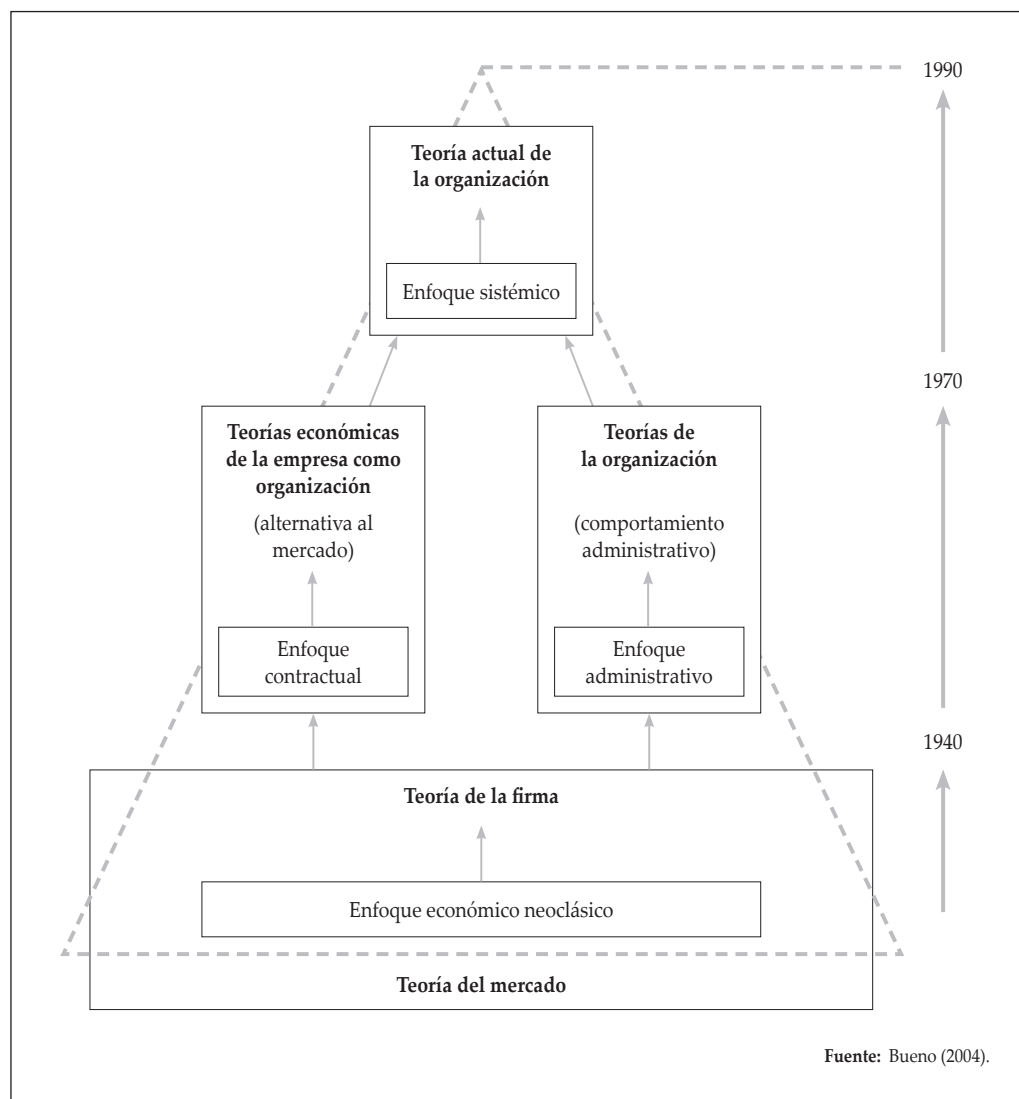 1990
Teoría actual de
la organización
Enfoque sistémico
1970
Teorías económicas
de la empresa como
organización
(alternativa al
mercado)
Enfoque
contractual
Teorías de
la organización
(comportamiento
administrativo)
Enfoque
administrativo
1940
Teoría de la firma
Enfoque económico neoclásico
Teoría del mercado
Fuente: Bueno (2004).